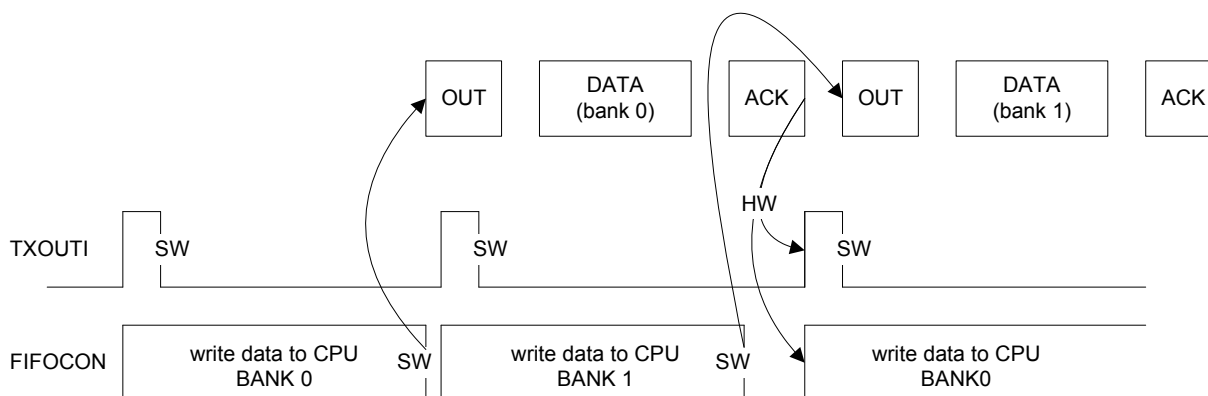 OUT
DATA
(bank 0)
ACK
OUT
DATA
(bank 1)
ACK
HW
TXOUTI
SW
SW
SW
FIFOCON
write data to CPU
BANK 0
SW
write data to CPU
BANK 1
SW
write data to CPU
BANK0